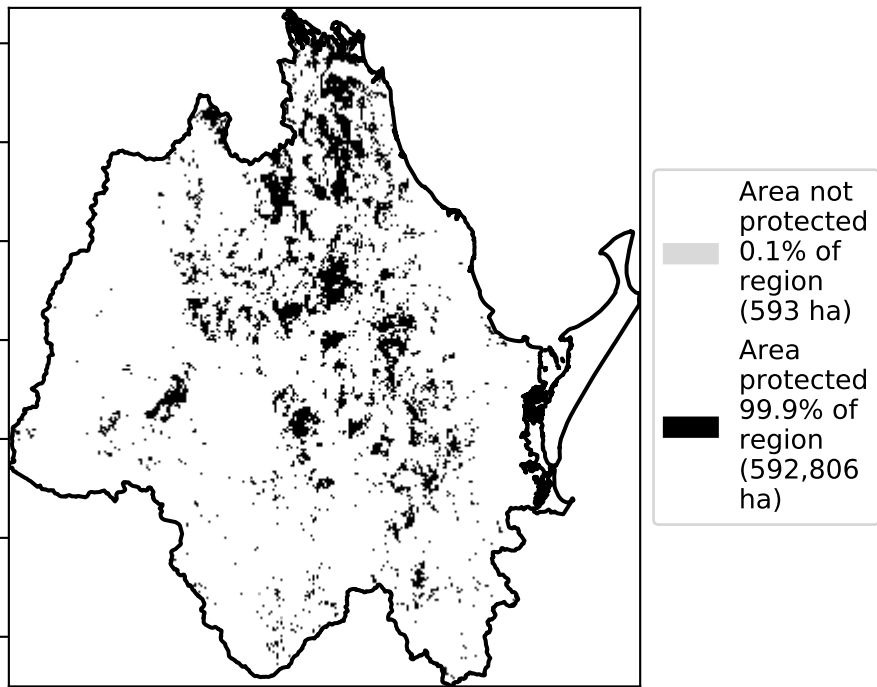 Area not
protected
0.1% of
region
(593 ha)
Area
protected
99.9% of
region
(592,806
ha)